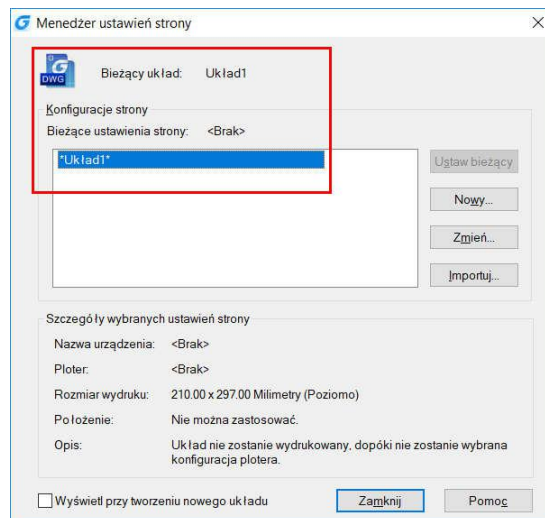 Menedżer ustawień strony
DWG
Bieżący układ: Układ1
Konfiguracje strony
Bieżące ustawienia strony: <Brak>
*Układ1*
Ustaw bieżący
Nowy...
Zmień...
Importuj...
Szczegóły wybranych ustawień strony
Nazwa urządzenia: <Brak>
Ploter: <Brak>
Rozmiar wydruku: 210.00 x 297.00 Milimetry (Poziomo)
Położenie: Nie można zastosować.
Opis: Układ nie zostanie wydrukowany, dopóki nie zostanie wybrana
konfiguracja plotera.
Wyświetl przy tworzeniu nowego układu Zamknij Pomoc